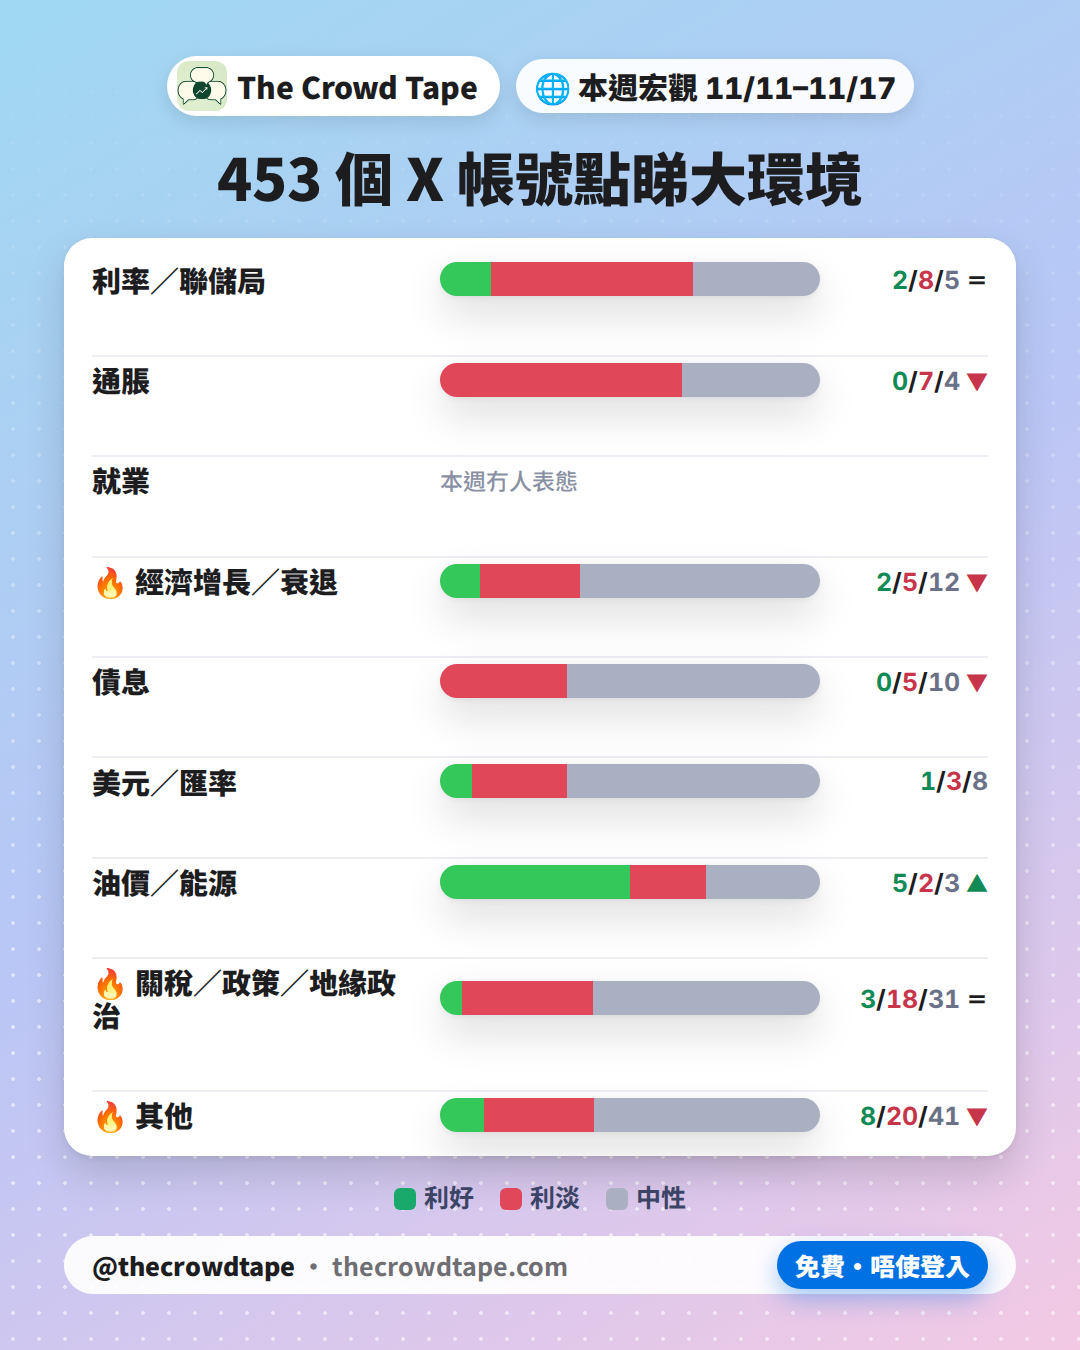 The Crowd Tape
🌐 本週宏觀 11/11–11/17
453 個 X 帳號點睇大環境
利率／聯儲局
2/8/5 =
通脹
0/7/4 ▼
就業
本週冇人表態
🔥 經濟增長／衰退
2/5/12 ▼
債息
0/5/10 ▼
美元／匯率
1/3/8
油價／能源
5/2/3 ▲
🔥 關稅／政策／地緣政
治
3/18/31 =
🔥 其他
8/20/41 ▼
利好 利淡 中性
@thecrowdtape · thecrowdtape.com
免費·唔使登入